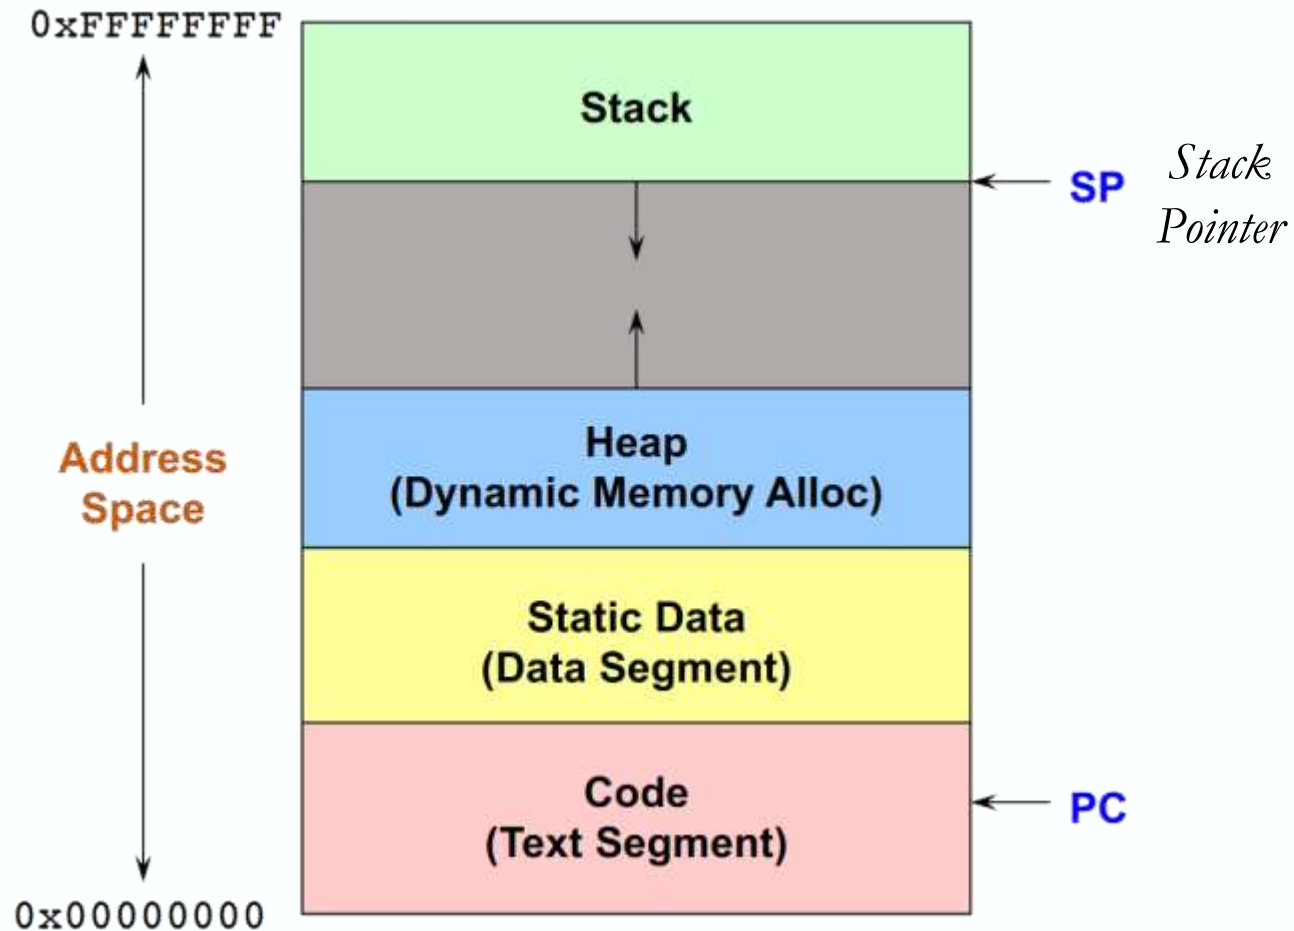 0xFFFFFFFF
Stack
SP
Stack
Pointer
Heap
(Dynamic Memory Alloc)
Address
Space
Static Data
(Data Segment)
Code
(Text Segment)
PC
0x00000000